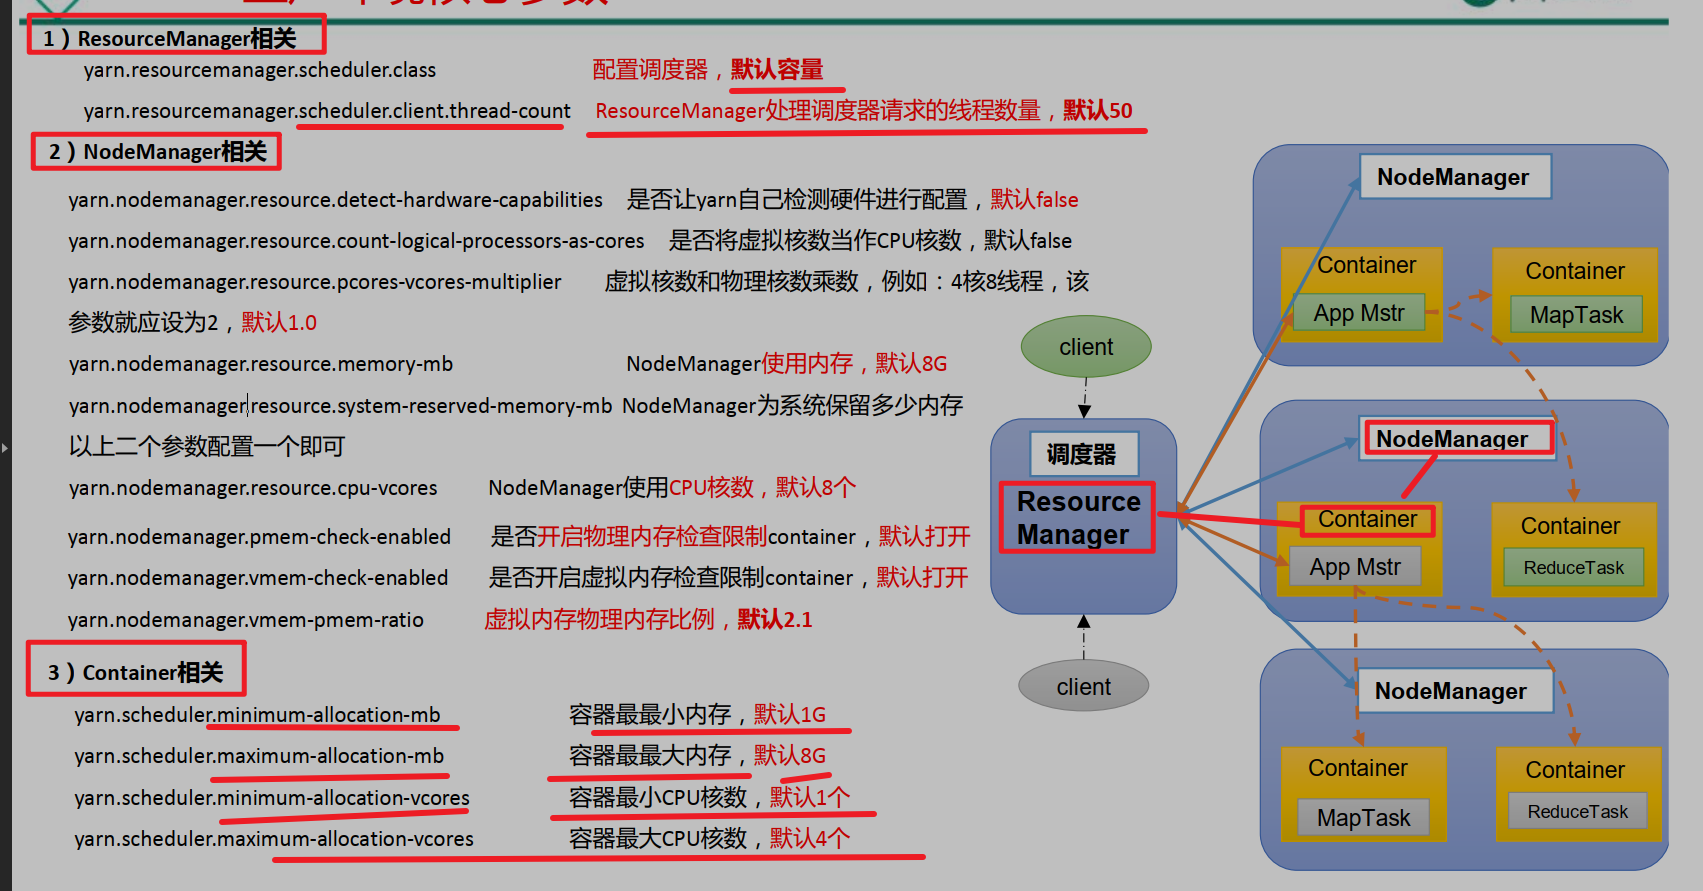 1）ResourceManager相关
yarn.resourcemanager.scheduler.class 配置调度器，默认容量
yarn.resourcemanager.scheduler.client.thread-count ResourceManager处理调度器请求的线程数量，默认50
2）NodeManager相关
yarn.nodemanager.resource.detect-hardware-capabilities 是否让yarn自己检测硬件进行配置，默认false
yarn.nodemanager.resource.count-logical-processors-as-cores 是否将虚拟核数当作CPU核数，默认false
yarn.nodemanager.resource.pcores-vcores-multiplier 虚拟核数和物理核数乘数，例如：4核8线程，该
参数就应设为2，默认1.0
yarn.nodemanager.resource.memory-mb NodeManager使用内存，默认8G
yarn.nodemanager.resource.system-reserved-memory-mb NodeManager为系统保留多少内存
以上二个参数配置一个即可
yarn.nodemanager.resource.cpu-vcores NodeManager使用CPU核数，默认8个
yarn.nodemanager.pmem-check-enabled 是否开启物理内存检查限制container，默认打开
yarn.nodemanager.vmem-check-enabled 是否开启虚拟内存检查限制container，默认打开
yarn.nodemanager.vmem-pmem-ratio 虚拟内存物理内存比例，默认2.1
3）Container相关
yarn.scheduler.minimum-allocation-mb 容器最最小内存，默认1G
yarn.scheduler.maximum-allocation-mb 容器最最大内存，默认8G
yarn.scheduler.minimum-allocation-vcores 容器最小CPU核数，默认1个
yarn.scheduler.maximum-allocation-vcores 容器最大CPU核数，默认4个
client
调度器
Resource
Manager
client
NodeManager
Container
App Mstr
Container
MapTask
NodeManager
Container
App Mstr
Container
ReduceTask
NodeManager
Container
MapTask
Container
ReduceTask